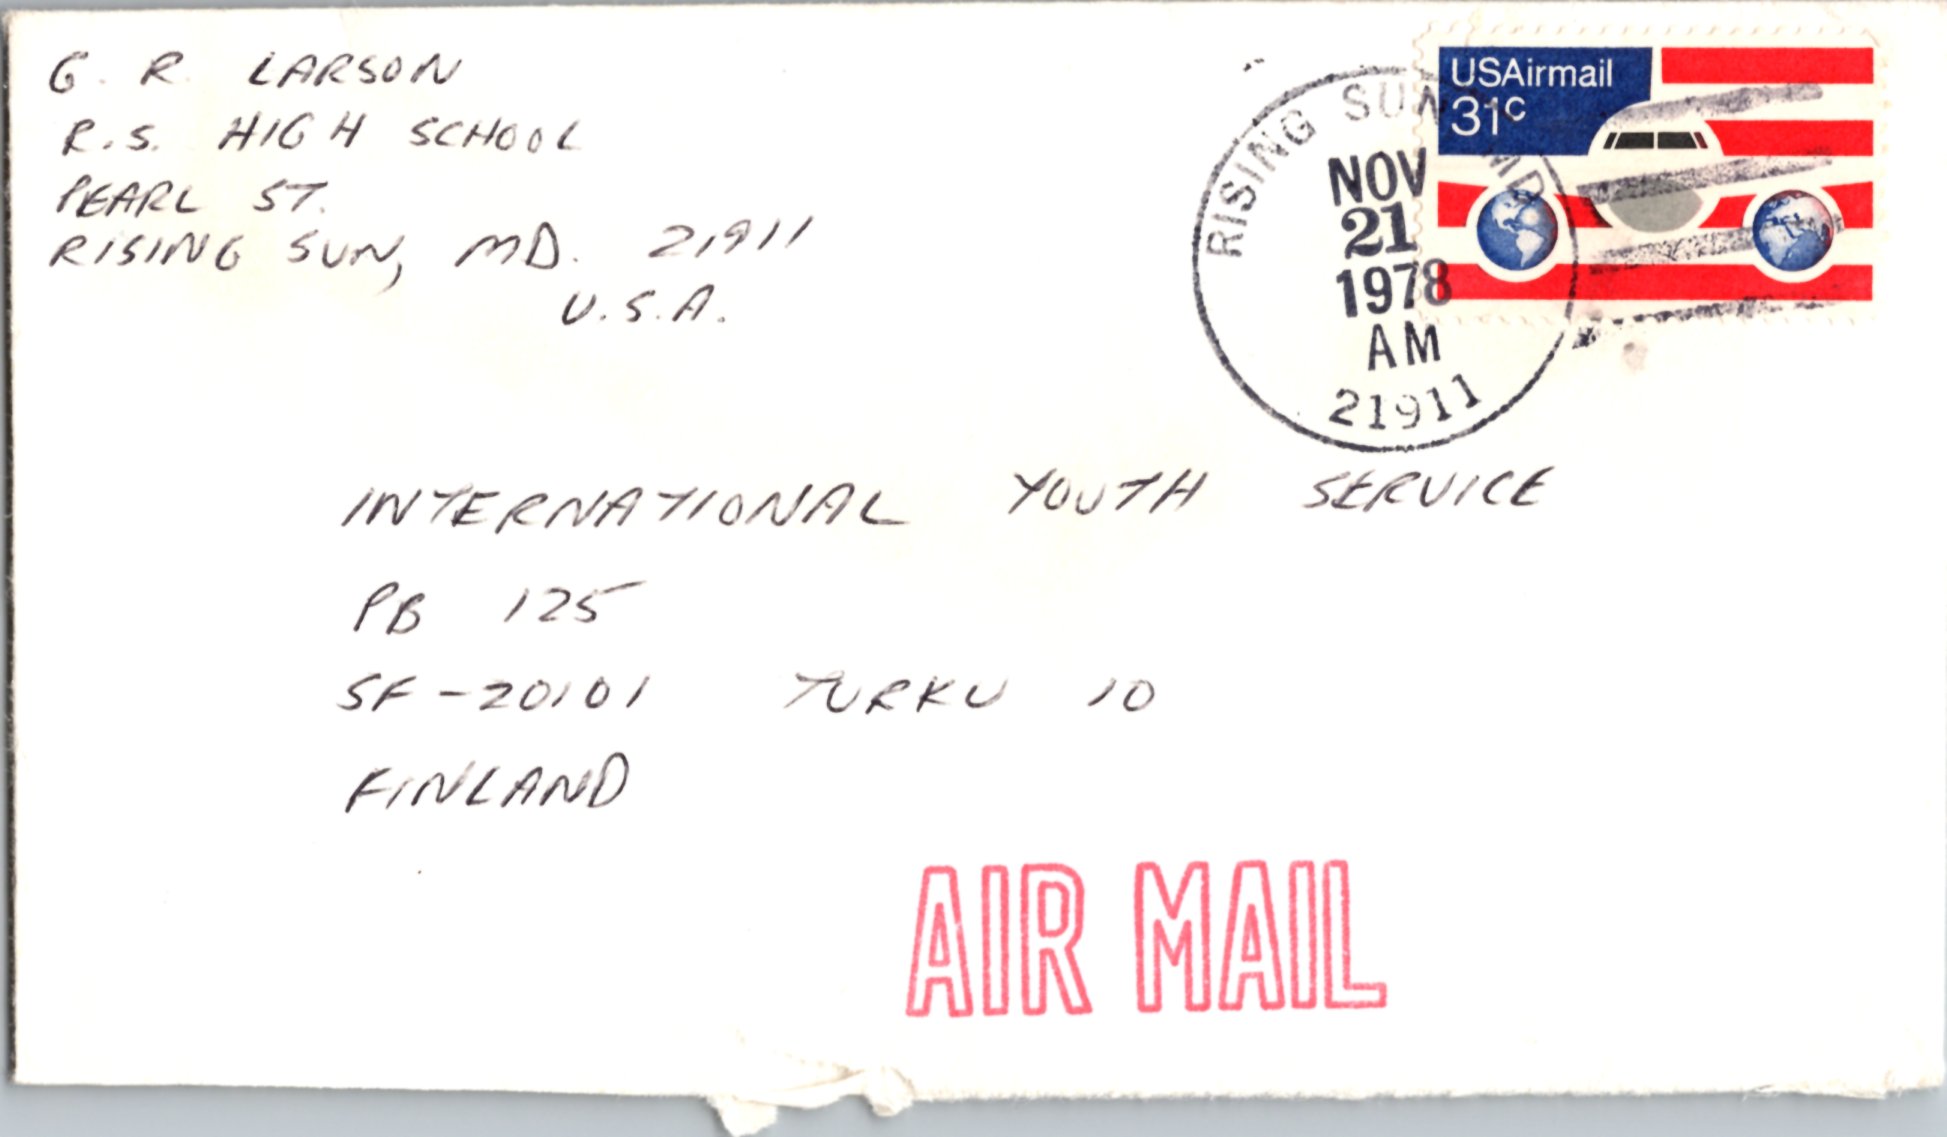 G. R. LARSON
R.S. HIGH SCHOOL
PEARL ST.
RISING SUN, MD. 21911
U.S.A.
USAirmail
31c
RISING SUN, MD
NOV
21
1978
AM
21911
INTERNATIONAL YOUTH SERVICE
PB 125
SF-20101 TURKU 10
FINLAND
AIR MAIL